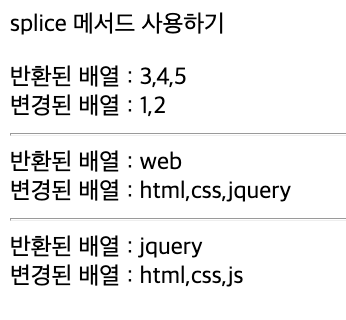 splice 메서드 사용하기
반환된 배열 : 3,4,5
변경된 배열 : 1,2
반환된 배열 : web
변경된 배열 : html,css,jquery
반환된 배열 : jquery
변경된 배열 : html,css,js